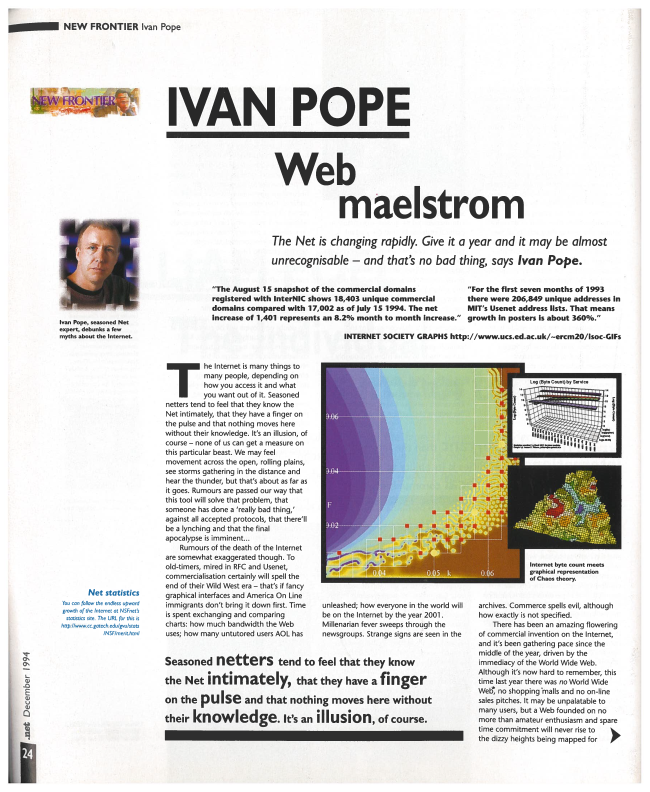 NEW FRONTIER Ivan Pope
NEW FRONTIER
IVAN POPE
Web
maelstrom
The Net is changing rapidly. Give it a year and it may be almost
unrecognisable – and that's no bad thing, says Ivan Pope.
"The August 15 snapshot of the commercial domains
registered with InterNIC shows 18,403 unique commercial
domains compared with 17,002 as of July 15 1994. The net
increase of 1,401 represents an 8.2% month to month increase."
"For the first seven months of 1993
there were 206,849 unique addresses in
MIT's Usenet address lists. That means
growth in posters is about 360%."
INTERNET SOCIETY GRAPHS http://www.ucs.ed.ac.uk/~ercm20/isoc-GIFs
Ivan Pope, seasoned Net
expert, debunks a few
myths about the Internet.
The Internet is many things to
many people, depending on
how you access it and what
you want out of it. Seasoned
netters tend to feel that they know the
Net intimately, that they have a finger on
the pulse and that nothing moves here
without their knowledge. It's an illusion, of
course – none of us can get a measure on
this particular beast. We may feel
movement across the open, rolling plains,
see storms gathering in the distance and
hear the thunder, but that's about as far as
it goes. Rumours are passed our way that
this tool will solve that problem, that
someone has done a 'really bad thing,'
against all accepted protocols, that there'll
be a lynching and that the final
apocalypse is imminent...
Rumours of the death of the Internet
are somewhat exaggerated though. To
old-timers, mired in RFC and Usenet,
commercialisation certainly will spell the
end of their Wild West era – that's if fancy
graphical interfaces and America On Line
immigrants don't bring it down first. Time
is spent exchanging and comparing
charts: how much bandwidth the Web
uses; how many untutored users AOL has
0.06
0.04
F
0.02
0.04
0.05
k
0.06
Log (Byte Count) by Service
Internet byte count meets
graphical representation
of Chaos theory.
unleashed; how everyone in the world will
be on the Internet by the year 2001.
Millenarian fever sweeps through the
newsgroups. Strange signs are seen in the
archives. Commerce spells evil, although
how exactly is not specified.
There has been an amazing flowering
of commercial invention on the Internet,
and it's been gathering pace since the
middle of the year, driven by the
immediacy of the World Wide Web.
Although it's now hard to remember, this
time last year there was no World Wide
Web, no shopping malls and no on-line
sales pitches. It may be unpalatable to
many users, but a Web founded on no
more than amateur enthusiasm and spare
time commitment will never rise to
the dizzy heights being mapped for
Seasoned netters tend to feel that they know
the Net intimately, that they have a finger
on the pulse and that nothing moves here without
their knowledge. It's an illusion, of course.
Net statistics
You can follow the endless upward
growth of the Internet at NSFnet's
statistics site. The URL for this is
http://www.cc.gatech.edu/gvu/stats
/NSF/merit.html
.net December 1994
24